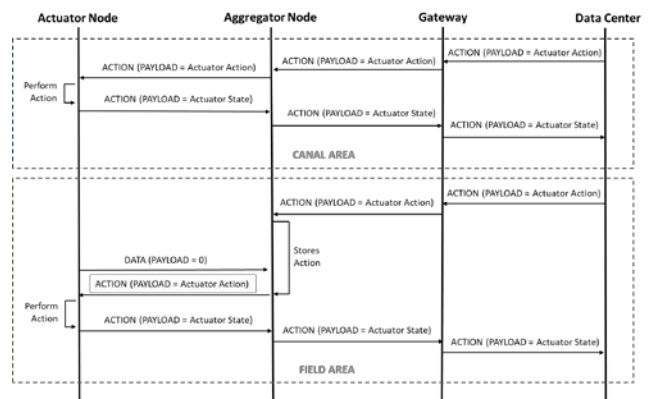 Actuator Node Aggregator Node Gateway Data Center
ACTION (PAYLOAD = Actuator Action)
ACTION (PAYLOAD = Actuator Action)
ACTION (PAYLOAD = Actuator Action)
Perform
Action
ACTION (PAYLOAD = Actuator State)
ACTION (PAYLOAD = Actuator State)
ACTION (PAYLOAD = Actuator State)
CANAL AREA
ACTION (PAYLOAD = Actuator Action)
ACTION (PAYLOAD = Actuator Action)
Stores
Action
DATA (PAYLOAD = 0)
ACTION (PAYLOAD = Actuator Action)
Perform
Action
ACTION (PAYLOAD = Actuator State)
ACTION (PAYLOAD = Actuator State)
ACTION (PAYLOAD = Actuator State)
FIELD AREA